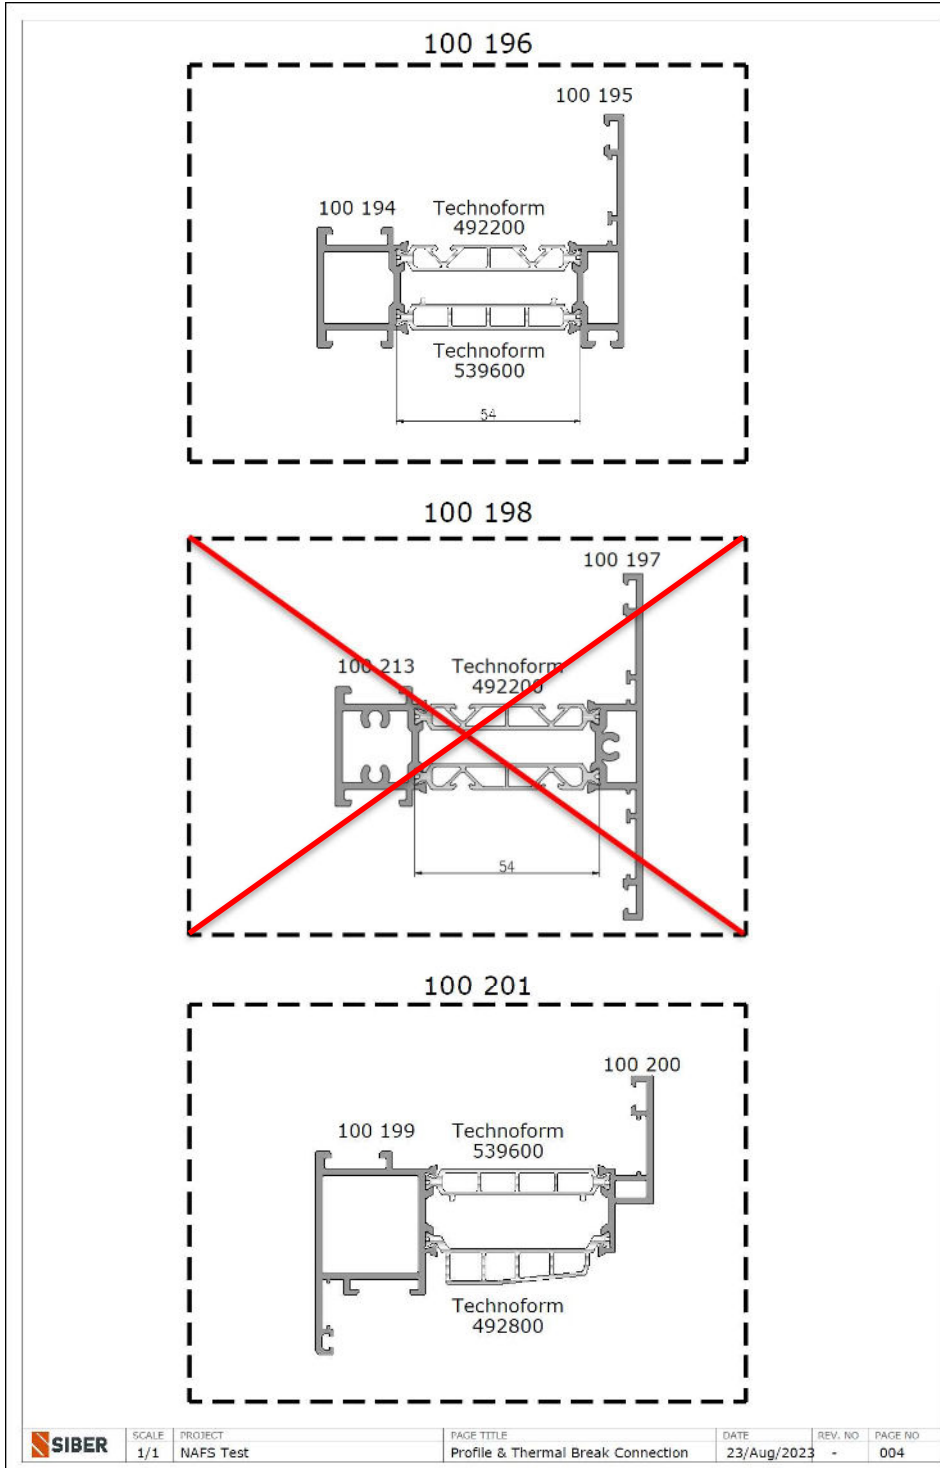 100 196
100 195
100 194
Technoform
492200
Technoform
539600
54
100 198
100 197
100 213
Technoform
492200
54
100 201
100 200
100 199
Technoform
539600
Technoform
492800
SIBER
SCALE
1/1
PROJECT
NAFS Test
PAGE TITLE
Profile & Thermal Break Connection
DATE
23/Aug/2023
REV. NO
-
PAGE NO
004